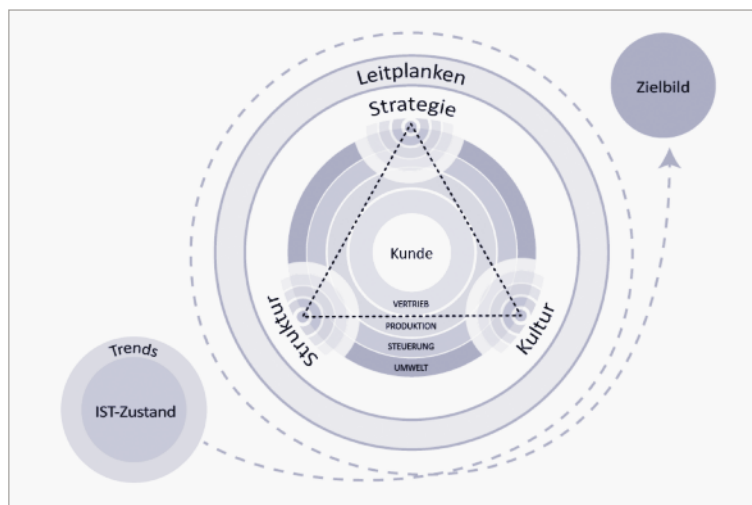 Leitplanken
Strategie
Zielbild
Kunde
VERTRIEB
PRODUKTION
STEUERUNG
UMWELT
Struktur
Kultur
Trends
IST-Zustand